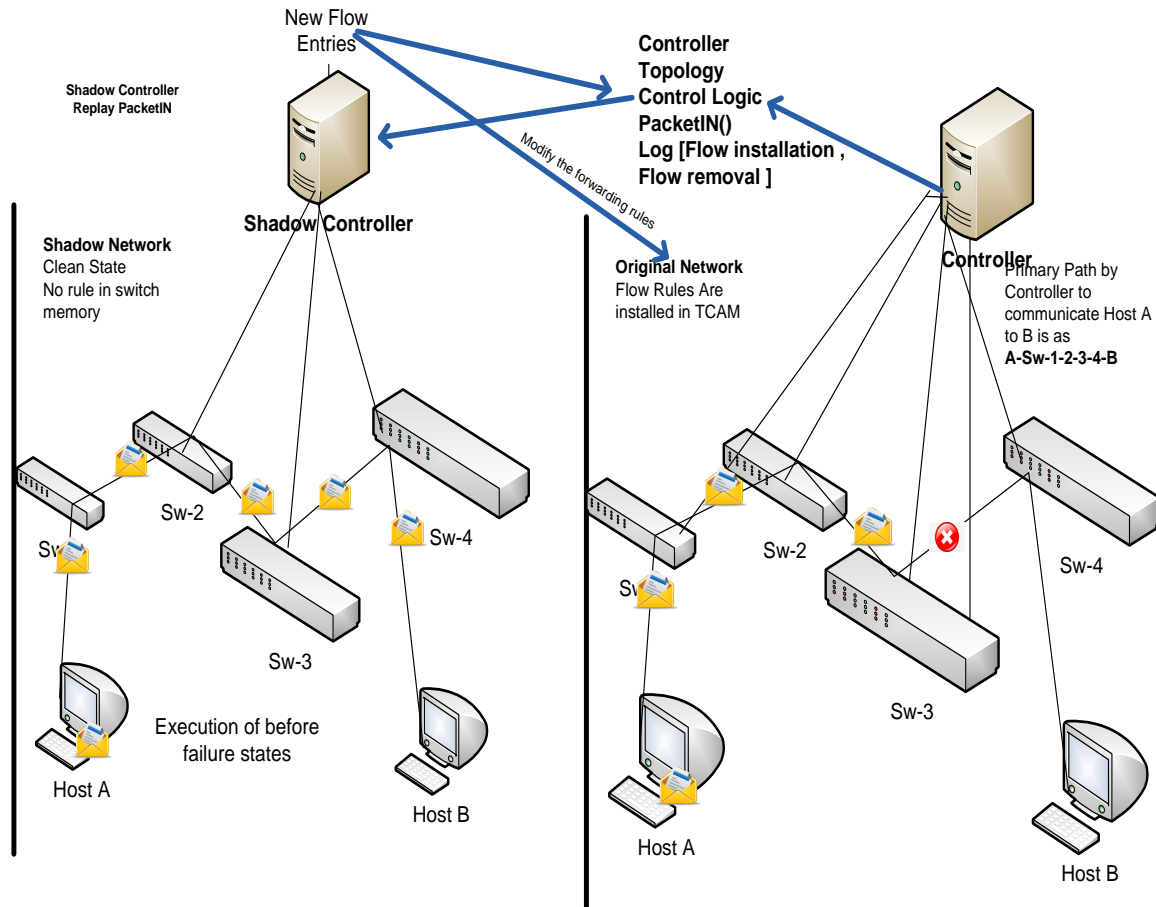 New Flow
Entries
Shadow Controller
Replay PacketIN
Controller
Topology
Control Logic
PacketIN()
Log [Flow installation ,
Flow removal ]
Modify the forwarding rules
Shadow Controller
Shadow Network
Clean State
No rule in switch
memory
Original Network
Flow Rules Are
installed in TCAM
Controller
Primary Path by
Controller to
communicate Host A
to B is as
A-Sw-1-2-3-4-B
Sw-2
Sw-4
Sw-3
Execution of before
failure states
Host A
Host B
Sw-2
Sw-4
Sw-3
Host A
Host B